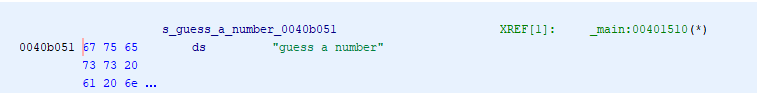 s_guess_a_number_0040b051 XREF[1]: _main:00401510(*)
0040b051 67 75 65 ds "guess a number"
73 73 20
61 20 6e ...